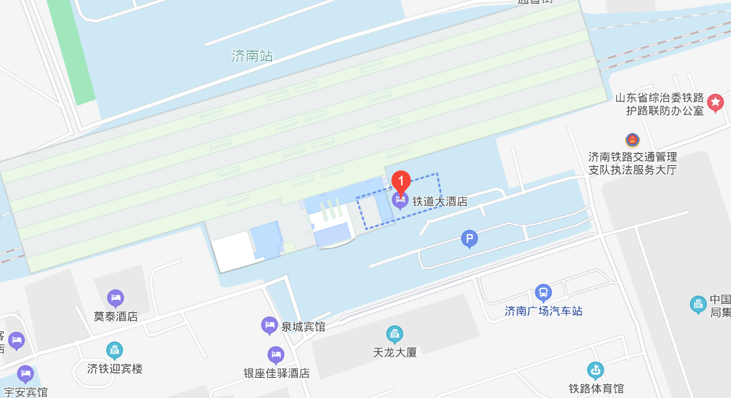 济南站
山东省综治委铁路
护路联防办公室
济南铁路交通管理
支队执法服务大厅
1
铁道大酒店
P
莫泰酒店
泉城宾馆
济南广场汽车站
中国
局集
天龙大厦
济铁迎宾楼
银座佳驿酒店
铁路体育馆
宇安宾馆